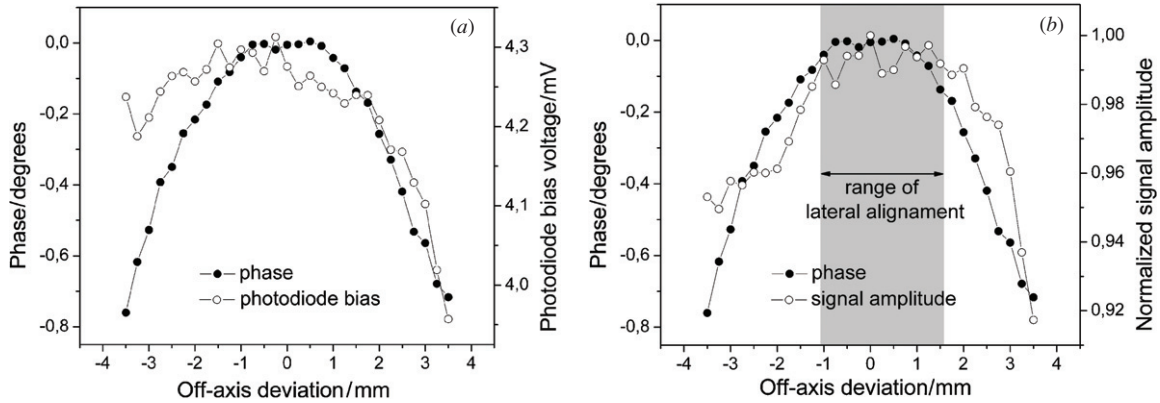 (a)
0,0
-0,2
-0,4
-0,6
-0,8
Phase/degrees
4,3
4,2
4,1
4,0
Photodiode bias voltage/mV
phase
photodiode bias
-4 -3 -2 -1 0 1 2 3 4
Off-axis deviation/mm
(b)
0,0
-0,2
-0,4
-0,6
-0,8
Phase/degrees
1,00
0,98
0,96
0,94
0,92
Normalized signal amplitude
range of
lateral alignament
phase
signal amplitude
-4 -3 -2 -1 0 1 2 3 4
Off-axis deviation/mm